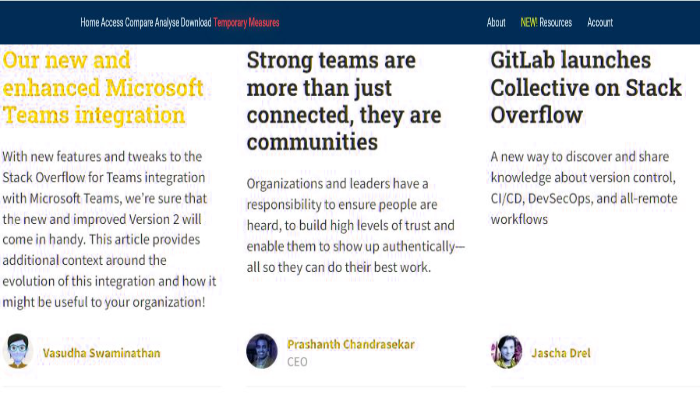 Home Access Compare Analyse Download Temporary Measures
About NEW! Resources Account
Our new and
enhanced Microsoft
Teams integration
With new features and tweaks to the
Stack Overflow for Teams integration
with Microsoft Teams, we're sure that
the new and improved Version 2 will
come in handy. This article provides
additional context around the
evolution of this integration and how it
might be useful to your organization!
Vasudha Swaminathan
Strong teams are
more than just
connected, they are
communities
Organizations and leaders have a
responsibility to ensure people are
heard, to build high levels of trust and
enable them to show up authentically—
all so they can do their best work.
Prashanth Chandrasekar
CEO
GitLab launches
Collective on Stack
Overflow
A new way to discover and share
knowledge about version control,
CI/CD, DevSecOps, and all-remote
workflows
Jascha Drel